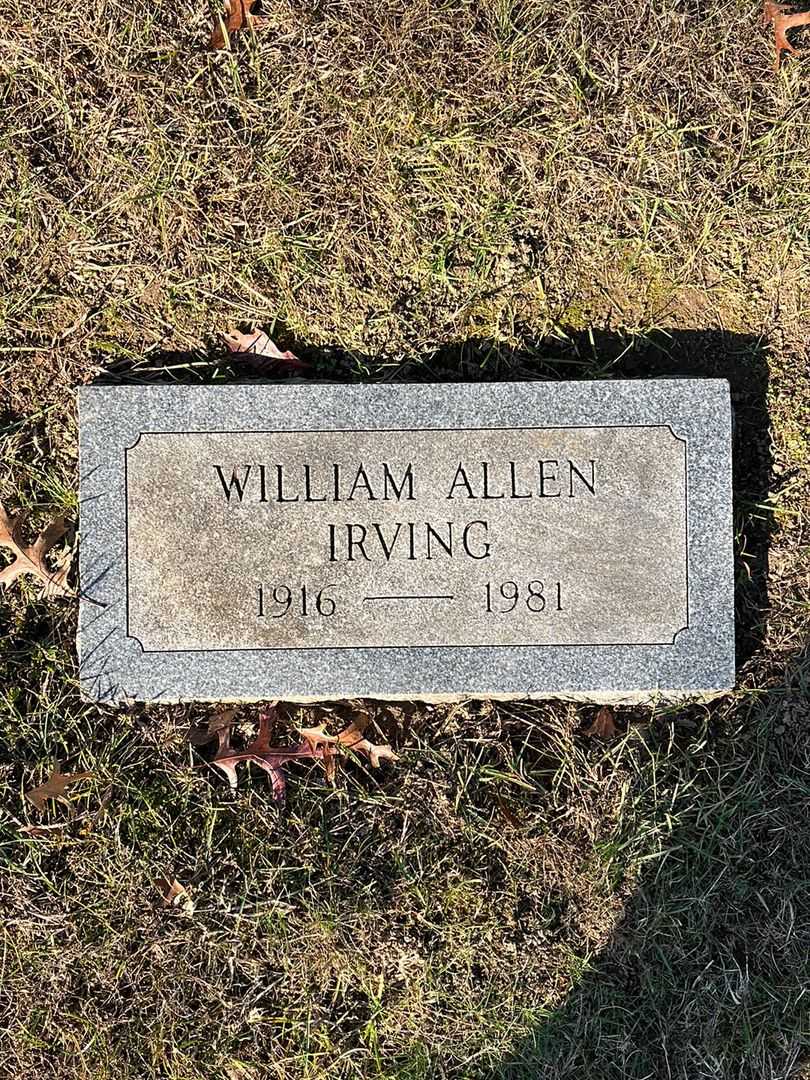 WILLIAM ALLEN
IRVING
1916 — 1981